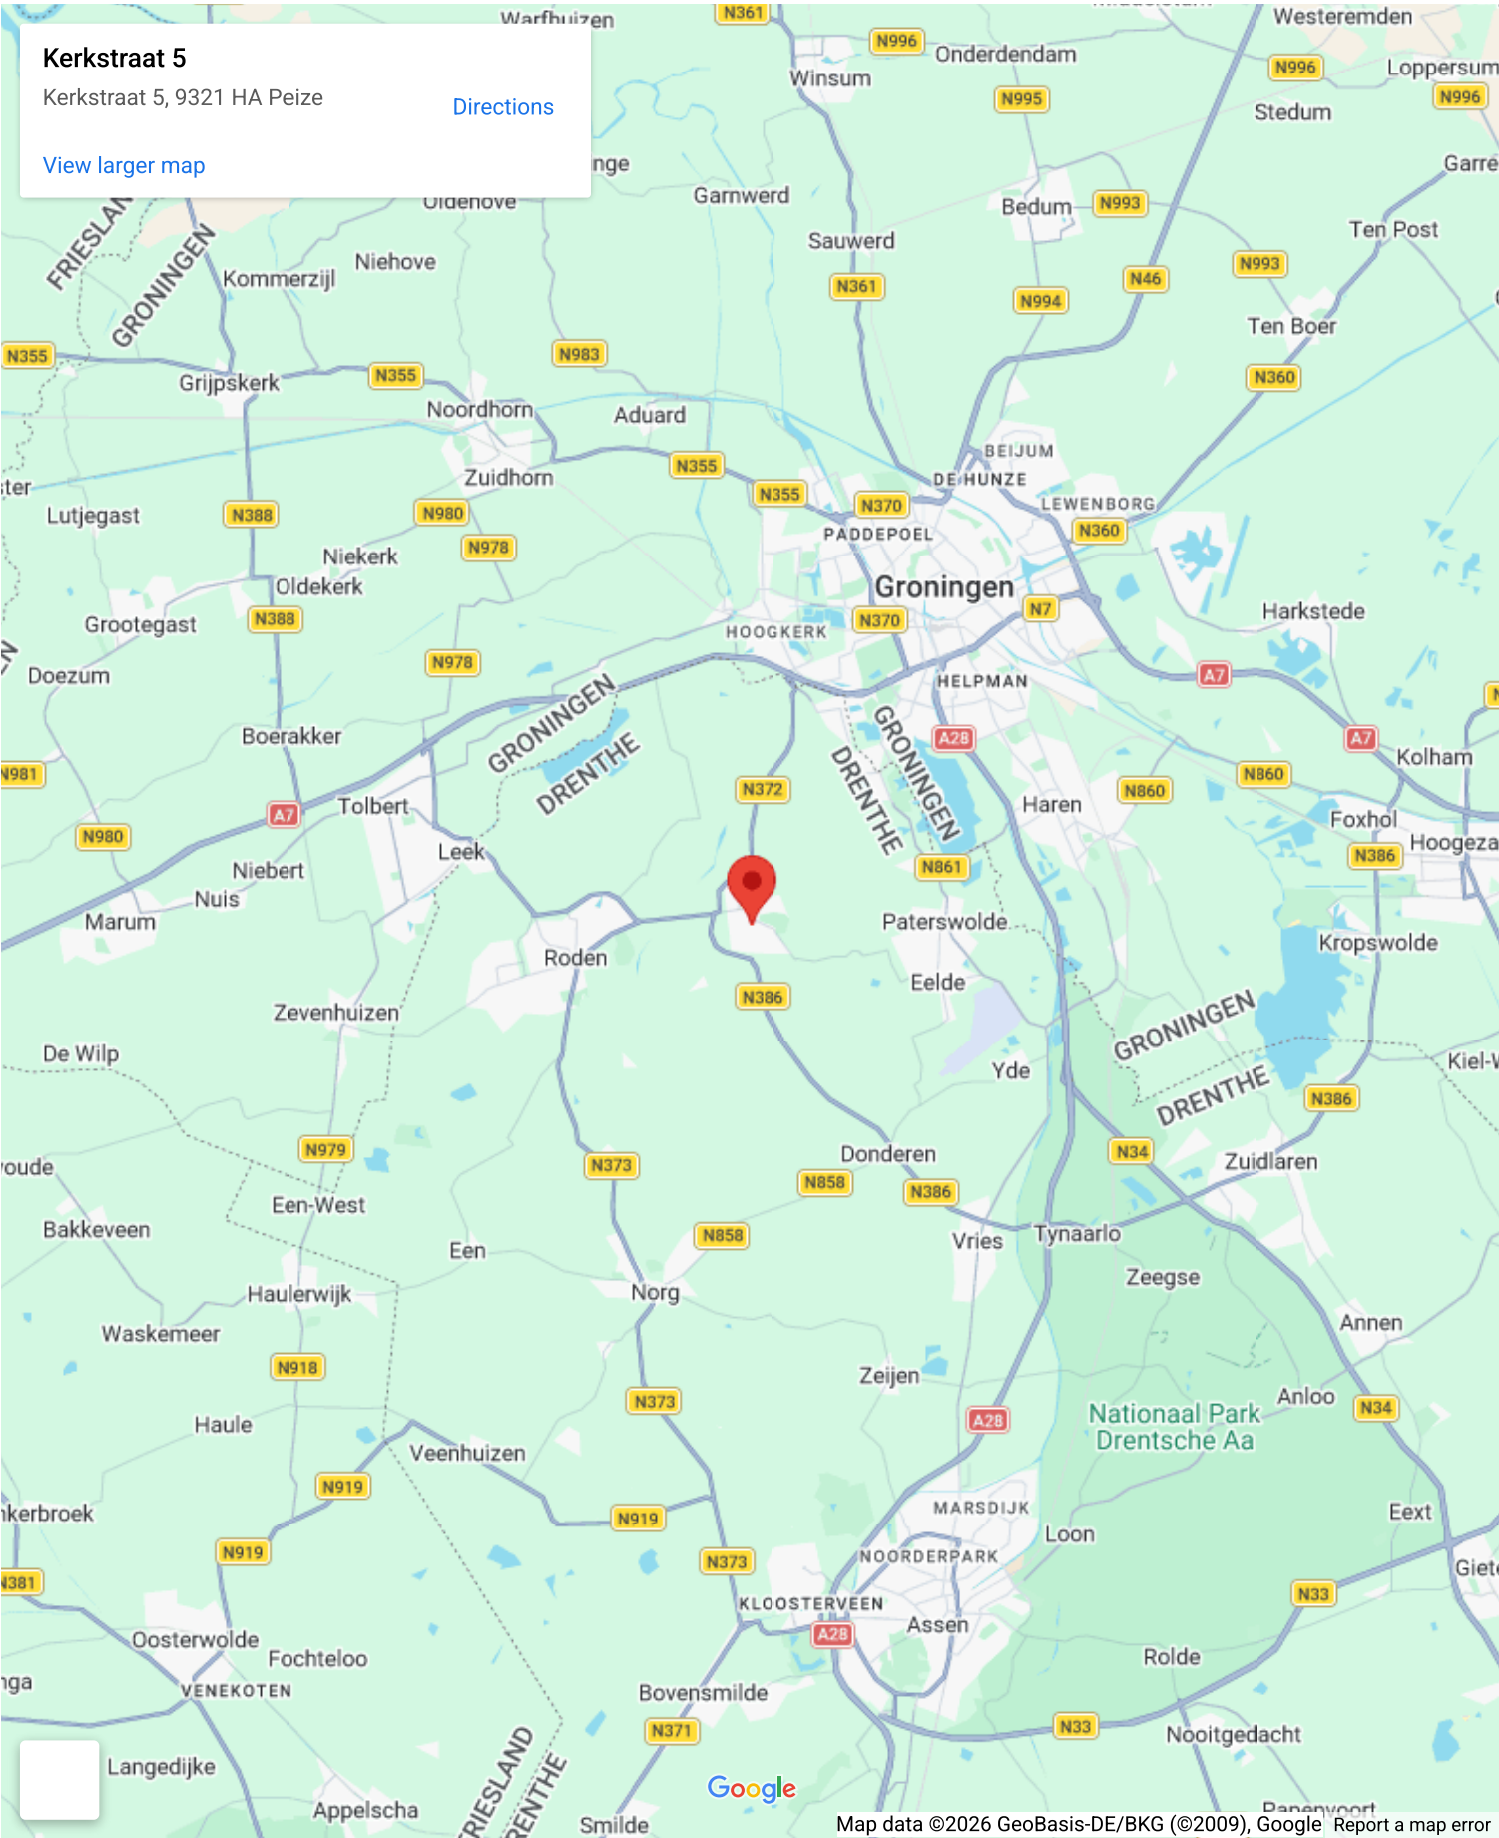 Kerkstraat 5
Kerkstraat 5, 9321 HA Peize
Directions
View larger map
Warfhuizen
N361
N996
Onderdendam
Westeremden
N996
Loppersum
Winsum
N995
N996
Stedum
Garnwerd
Oldehove
Bedum
N993
Ten Post
FRIESLAN
GRONINGEN
Kommerzijl
Niehove
Sauwerd
N361
N994
N46
N993
Ten Boer
N355
Grijpskerk
N355
N983
N360
Noordhorn
Aduard
N355
N355
N370
BEIJUM
DE HUNZE
LEWENBORG
N360
Zuidhorn
Lutjegast
N388
N980
N978
PADDEPOEL
Niekerk
Oldekerk
Groningen
N7
Grootegast
N388
HOOGKERK
N370
Harkstede
Doezum
N978
HELPMAN
A7
GRONINGEN
DRENTHE
GRONINGEN
DRENTHE
A28
A7
Boerakker
Kolham
N981
N372
N860
N860
Tolbert
A7
Haren
Foxhol
N980
Leek
N386
Hoogeza
Niebert
N861
Nuis
Marum
Paterswolde
Kropswolde
Roden
Eelde
N386
Zevenhuizen
GRONINGEN
DRENTHE
De Wilp
Yde
Kiel-W
N386
N979
N373
Donderen
N34
Zuidlaren
N858
N386
Een-West
Bakkeveen
Een
N858
Vries
Tynaarlo
Zeegse
Haulerwijk
Norg
Waskemeer
Annen
N918
Zeijen
N373
A28
Anloo
N34
Nationaal Park
Drentsche Aa
Haule
Veenhuizen
N919
N919
MARSDIJK
Eext
Loon
N919
N373
NOORDERPARK
N381
Giete
KLOOSTERVEEN
N33
A28
Assen
Oosterwolde
Fochteloo
Rolde
VENEKOTEN
Bovensmilde
N371
N33
Nooitgedacht
Langedijke
FRIESLAND
DRENTHE
Google
Appelscha
Smilde
Papenvoort
Map data ©2026 GeoBasis-DE/BKG (©2009), Google
Report a map error